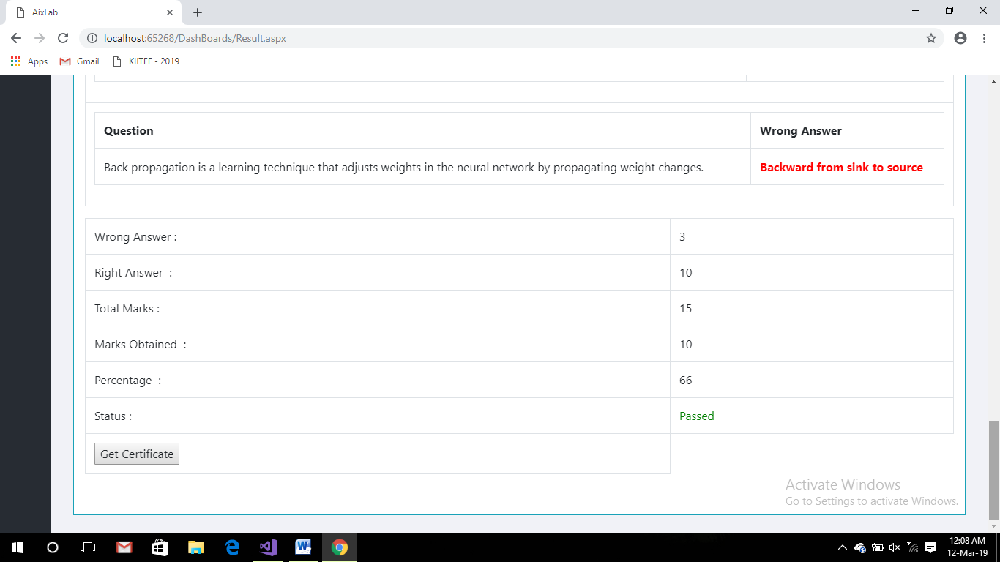 AixLab
localhost:65268/DashBoards/Result.aspx
Apps Gmail KIITEE - 2019
Question Wrong Answer
Back propagation is a learning technique that adjusts weights in the neural network by propagating weight changes. Backward from sink to source
Wrong Answer : 3
Right Answer : 10
Total Marks : 15
Marks Obtained : 10
Percentage : 66
Status : Passed
Get Certificate
Activate Windows
Go to Settings to activate Windows.
12:08 AM
12-Mar-19